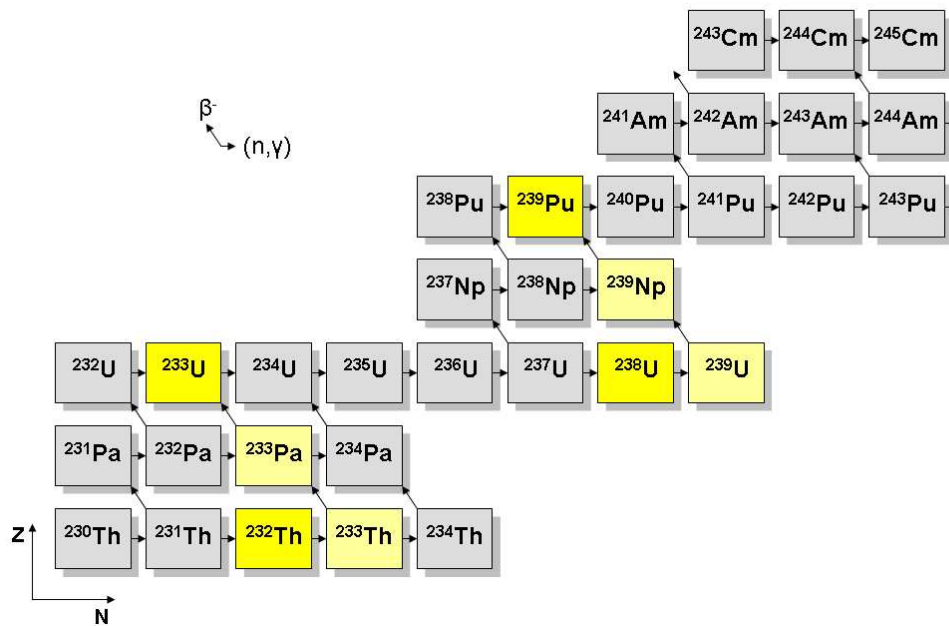 ²⁴³Cm ²⁴⁴Cm ²⁴⁵Cm
β⁻
(n,γ)
²⁴¹Am ²⁴²Am ²⁴³Am ²⁴⁴Am
²³⁸Pu ²³⁹Pu ²⁴⁰Pu ²⁴¹Pu ²⁴²Pu ²⁴³Pu
²³⁷Np ²³⁸Np ²³⁹Np
²³²U ²³³U ²³⁴U ²³⁵U ²³⁶U ²³⁷U ²³⁸U ²³⁹U
²³¹Pa ²³²Pa ²³³Pa ²³⁴Pa
²³⁰Th ²³¹Th ²³²Th ²³³Th ²³⁴Th
Z
N